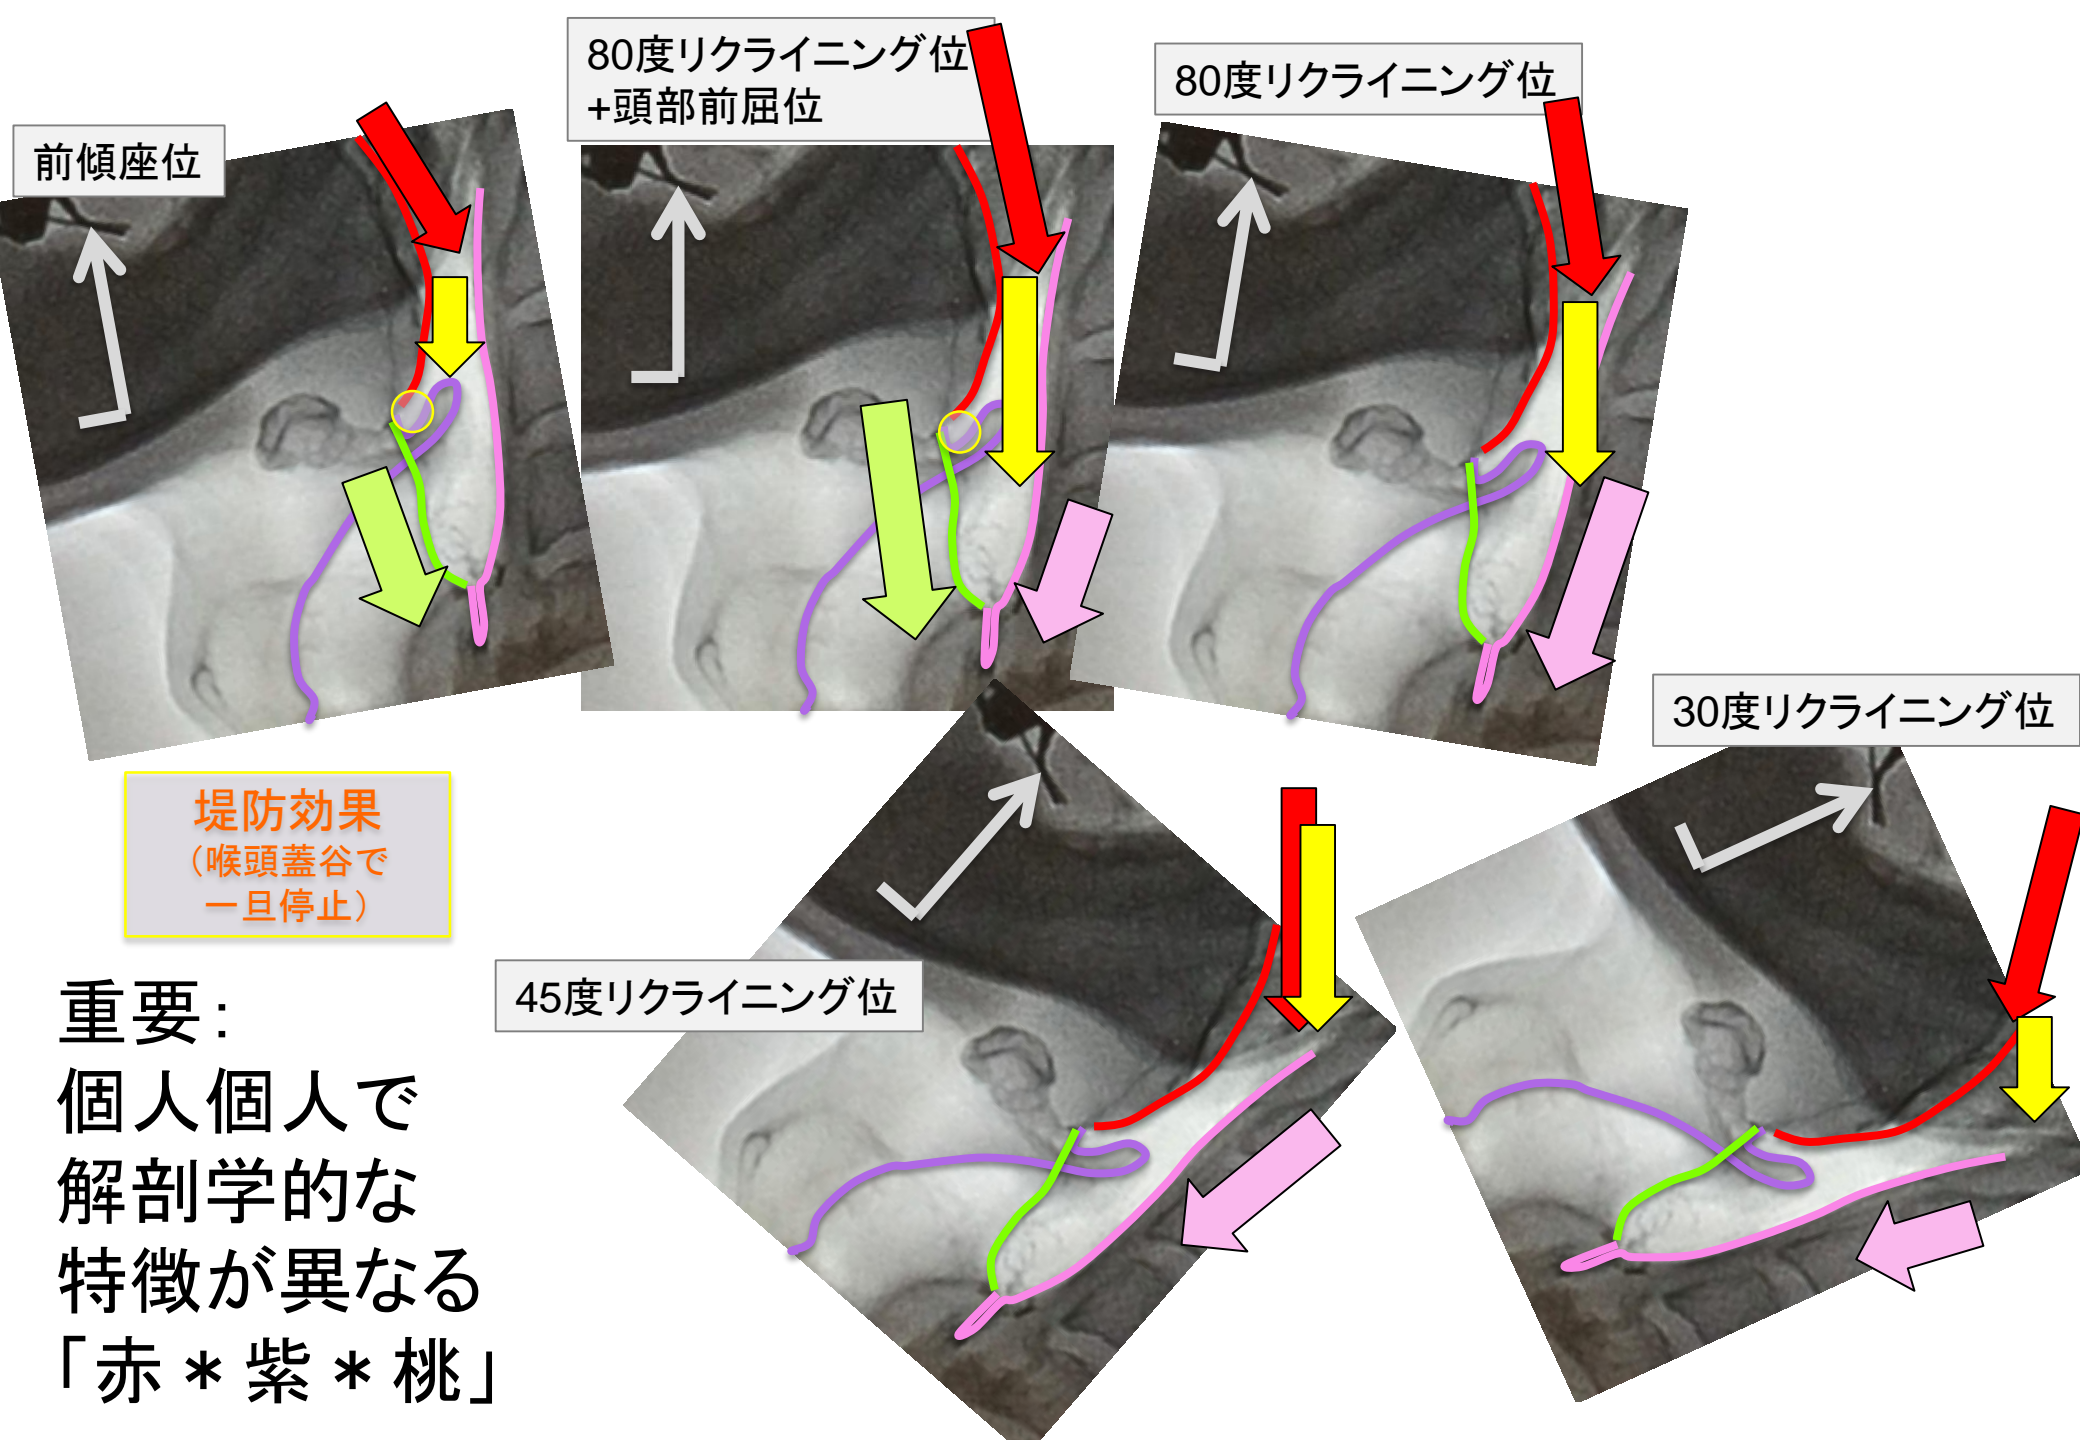 前傾座位
80度リクライニング位
+頭部前屈位
80度リクライニング位
30度リクライニング位
堤防効果
（喉頭蓋谷で
一旦停止）
45度リクライニング位
重要：
個人個人で
解剖学的な
特徴が異なる
「赤＊紫＊桃」